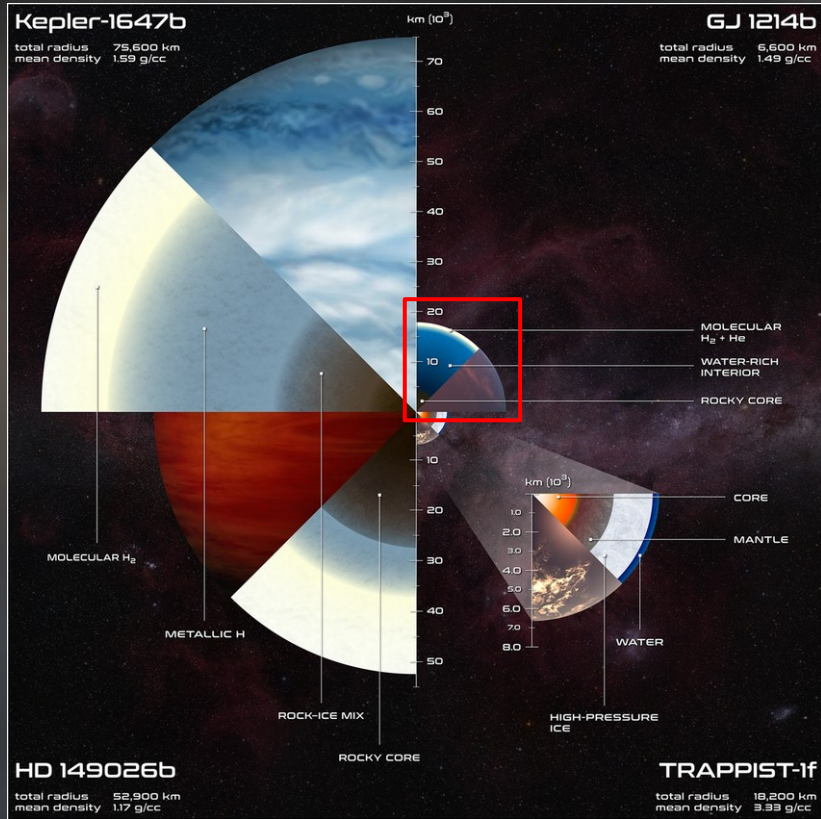 Kepler-1647b
total radius 75,600 km
mean density 1.59 g/cc
km (10³)
GJ 1214b
total radius 6,600 km
mean density 1.49 g/cc
70
60
50
40
30
20
10
MOLECULAR
H₂ + He
WATER-RICH
INTERIOR
ROCKY CORE
10
20
30
40
50
km (10³)
1.0
2.0
3.0
4.0
5.0
6.0
7.0
8.0
CORE
MANTLE
WATER
HIGH-PRESSURE
ICE
MOLECULAR H₂
METALLIC H
ROCK-ICE MIX
ROCKY CORE
HD 149026b
total radius 52,900 km
mean density 1.17 g/cc
TRAPPIST-1f
total radius 18,200 km
mean density 3.33 g/cc